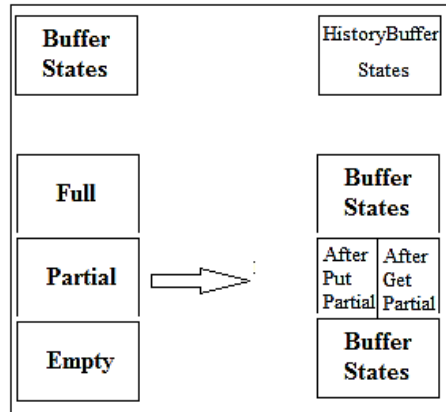 Buffer
States
HistoryBuffer
States
Full
Partial
Empty
Buffer
States
After
Put
Partial
After
Get
Partial
Buffer
States